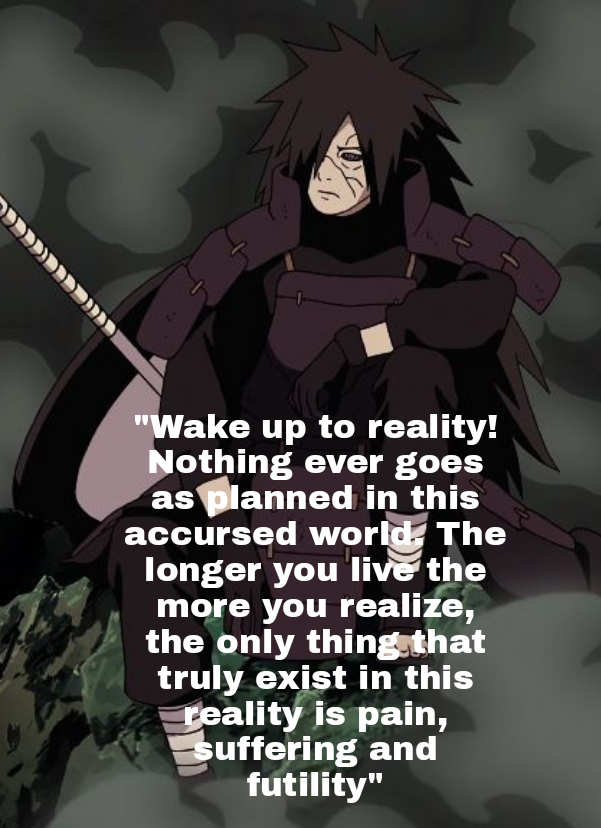 "Wake up to reality!
Nothing ever goes
as planned in this
accursed world. The
longer you live the
more you realize,
the only thing that
truly exist in this
reality is pain,
suffering and
futility"